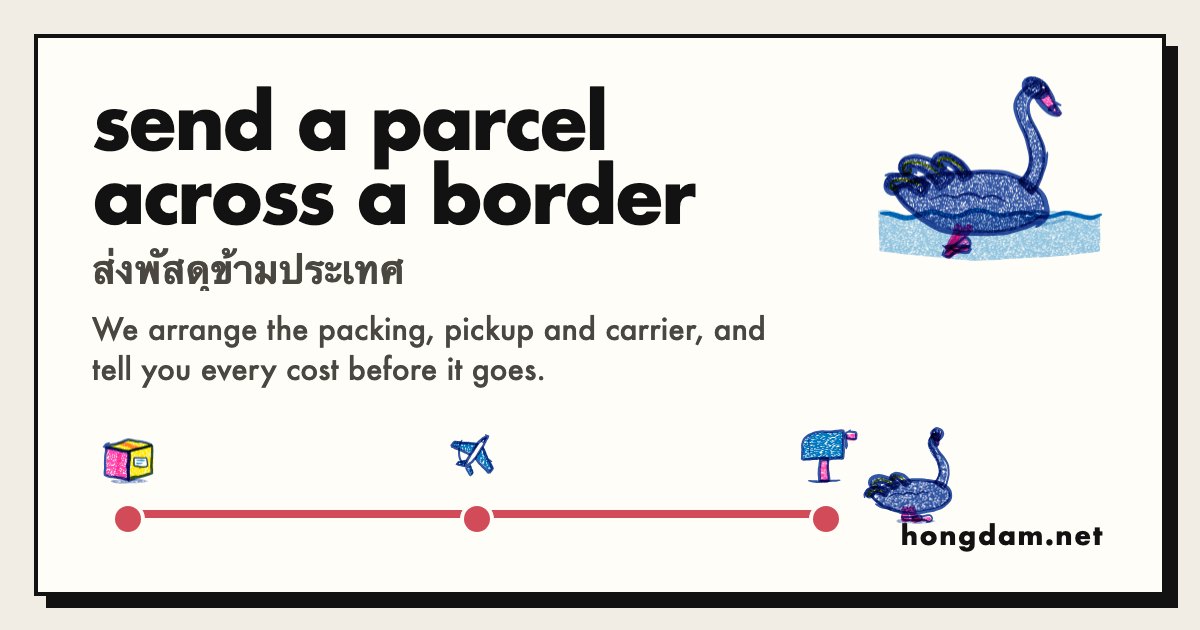 send a parcel
across a border
ส่งพัสดุข้ามประเทศ
We arrange the packing, pickup and carrier, and
tell you every cost before it goes.
hongdam.net